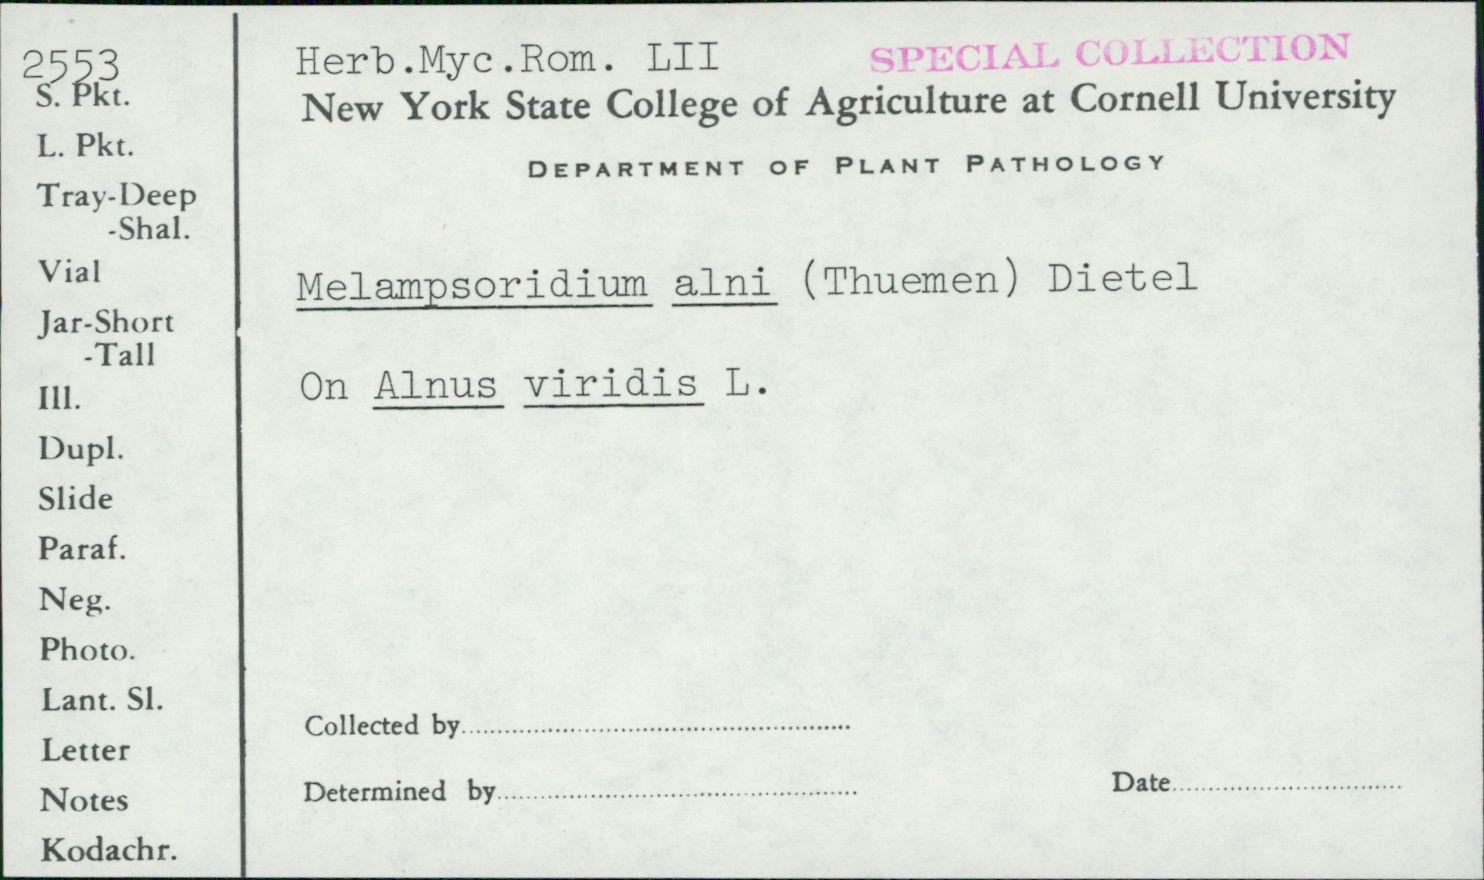 2553
S. Pkt.
L. Pkt.
Tray-Deep
-Shal.
Vial
Jar-Short
-Tall
Ill.
Dupl.
Slide
Paraf.
Neg.
Photo.
Lant. Sl.
Letter
Notes
Kodachr.
Herb.Myc.Rom. LII
SPECIAL COLLECTION
New York State College of Agriculture at Cornell University
DEPARTMENT OF PLANT PATHOLOGY
Melampsoridium alni (Thuemen) Dietel
On Alnus viridis L.
Collected by
Determined by
Date